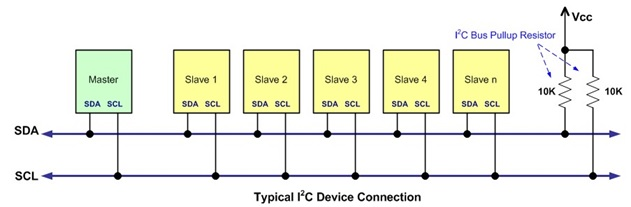 Vcc
I²C Bus Pullup Resistor
Master
Slave 1
Slave 2
Slave 3
Slave 4
Slave n
10K
10K
SDA SCL
SDA SCL
SDA SCL
SDA SCL
SDA SCL
SDA SCL
SDA
SCL
Typical I²C Device Connection